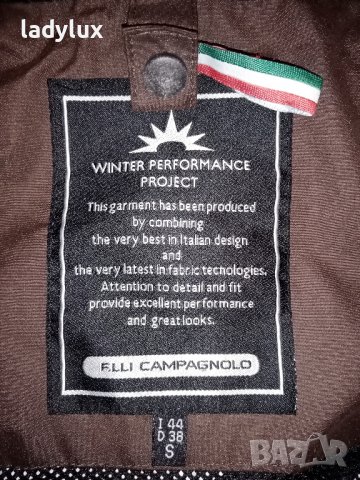 ladylux
WINTER PERFORMANCE
PROJECT
This garment has been produced
by combining
the very best in Italian design
and
the very latest in fabric tecnologies.
Attention to detail and fit
provide excellent performance
and great looks.
F.LLI CAMPAGNOLO
I 44
D 38
S
BAZAR